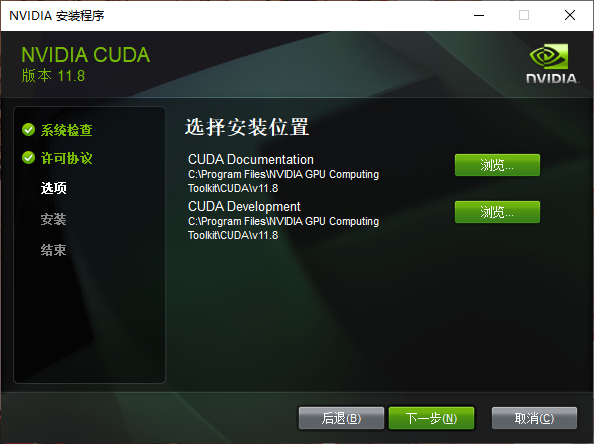 NVIDIA 安装程序
NVIDIA CUDA
版本 11.8
NVIDIA.
系统检查
许可协议
选项
安装
结束
选择安装位置
CUDA Documentation
C:\Program Files\NVIDIA GPU Computing
Toolkit\CUDA\v11.8
浏览...
CUDA Development
C:\Program Files\NVIDIA GPU Computing
Toolkit\CUDA\v11.8
浏览...
后退(B)
下一步(N)
取消(C)